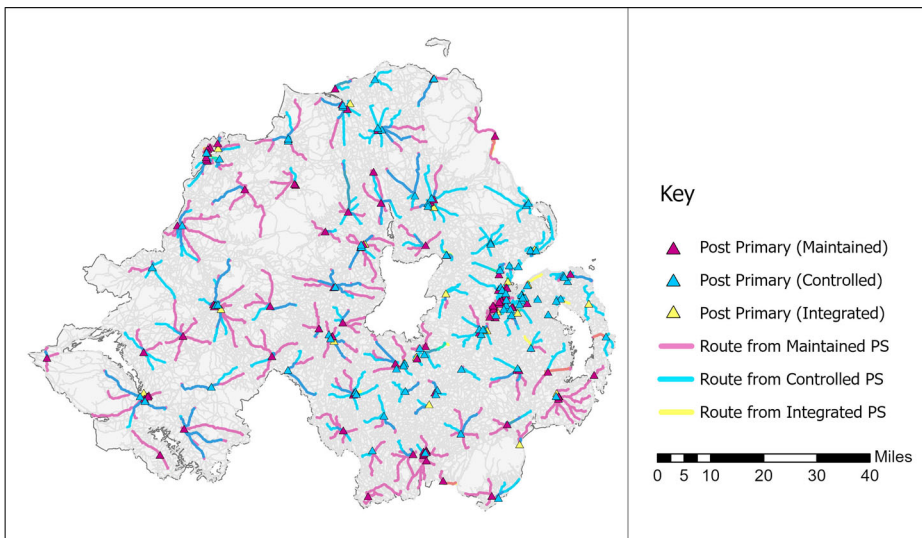 Key
Post Primary (Maintained)
Post Primary (Controlled)
Post Primary (Integrated)
Route from Maintained PS
Route from Controlled PS
Route from Integrated PS
Miles
0 5 10 20 30 40